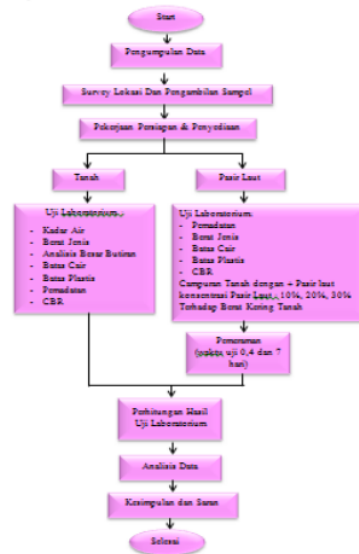 Start
Pengumpulan Data
Survey Lokasi Dan Pengambilan Sampel
Pekerjaan Persiapan & Penyediaan
Tanah
Pasir Laut
Uji Laboratorium :
- Kadar Air
- Berat Jenis
- Analisis Besar Butiran
- Batas Cair
- Batas Plastis
- Pemadatan
- CBR
Uji Laboratorium:
- Pemadatan
- Berat Jenis
- Batas Cair
- Batas Plastis
- CBR
Campuran Tanah dengan + Pasir laut
konsentrasi Pasir Laut : 10%, 20%, 30%
Terhadap Berat Kering Tanah
Pemeraman
(waktu uji 0,4 dan 7
hari)
Perhitungan Hasil
Uji Laboratorium
Analisis Data
Kesimpulan dan Saran
Selesai